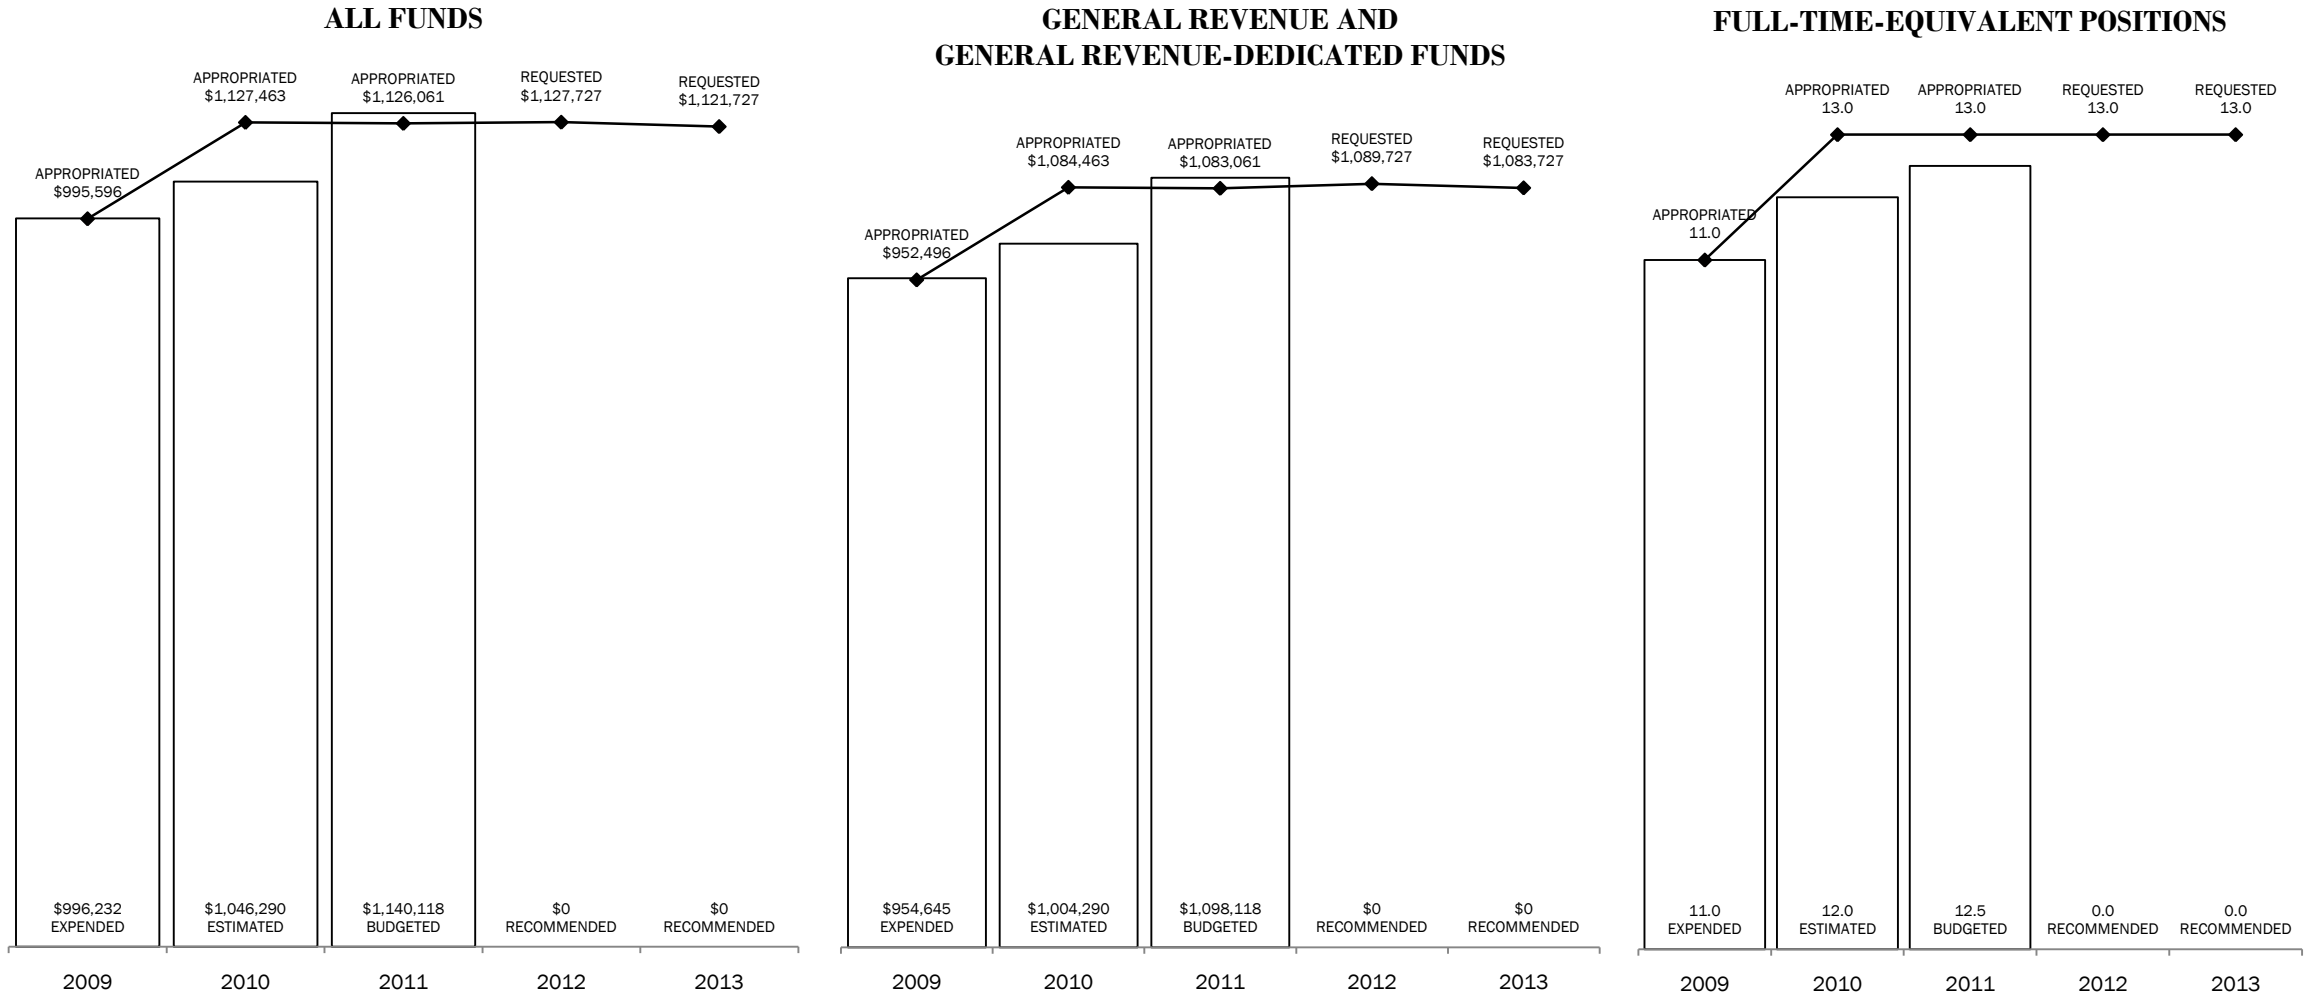 ALL FUNDS
APPROPRIATED
$995,596
APPROPRIATED
$1,127,463
APPROPRIATED
$1,126,061
REQUESTED
$1,127,727
REQUESTED
$1,121,727
$996,232
EXPENDED
$1,046,290
ESTIMATED
$1,140,118
BUDGETED
$0
RECOMMENDED
$0
RECOMMENDED
2009
2010
2011
2012
2013
GENERAL REVENUE AND
GENERAL REVENUE-DEDICATED FUNDS
APPROPRIATED
$952,496
APPROPRIATED
$1,084,463
APPROPRIATED
$1,083,061
REQUESTED
$1,089,727
REQUESTED
$1,083,727
$954,645
EXPENDED
$1,004,290
ESTIMATED
$1,098,118
BUDGETED
$0
RECOMMENDED
$0
RECOMMENDED
2009
2010
2011
2012
2013
FULL-TIME-EQUIVALENT POSITIONS
APPROPRIATED
11.0
APPROPRIATED
13.0
APPROPRIATED
13.0
REQUESTED
13.0
REQUESTED
13.0
11.0
EXPENDED
12.0
ESTIMATED
12.5
BUDGETED
0.0
RECOMMENDED
0.0
RECOMMENDED
2009
2010
2011
2012
2013